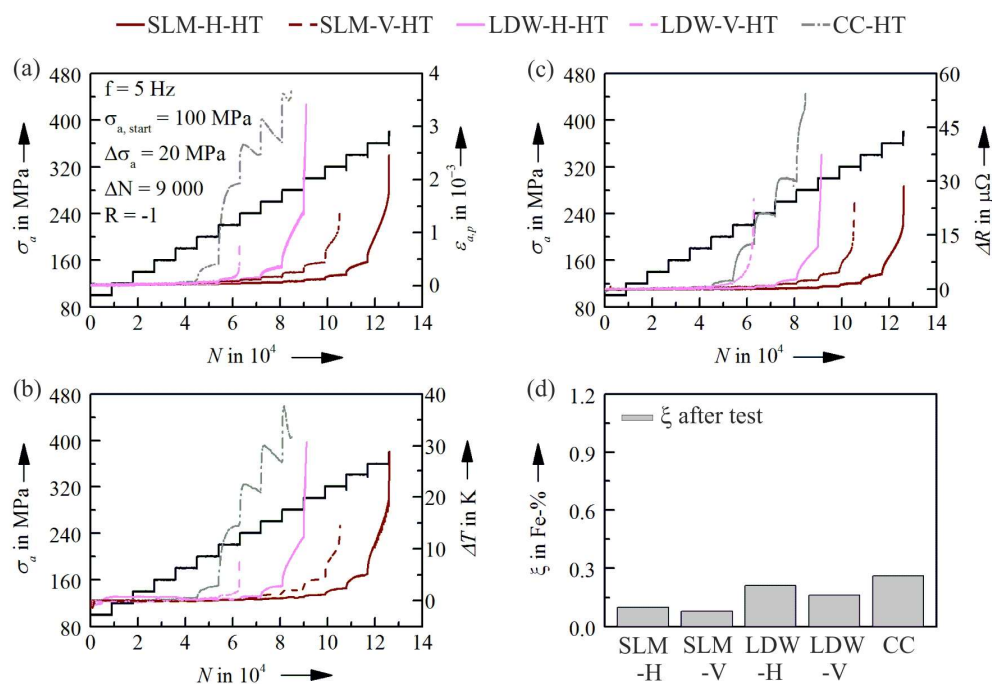 SLM-H-HT SLM-V-HT LDW-H-HT LDW-V-HT CC-HT
(a)
480
400
320
240
160
80
σa in MPa
f = 5 Hz
σa, start = 100 MPa
Δσa = 20 MPa
ΔN = 9 000
R = -1
4
3
2
1
0
εa,p in 10-3
0 2 4 6 8 10 12 14
N in 104
(c)
480
400
320
240
160
80
σa in MPa
60
45
30
15
0
ΔR in μΩ
0 2 4 6 8 10 12 14
N in 104
(b)
480
400
320
240
160
80
σa in MPa
40
30
20
10
0
ΔT in K
0 2 4 6 8 10 12 14
N in 104
(d)
1.2
0.9
0.6
0.3
0.0
ξ in Fe-%
ξ after test
SLM SLM LDW LDW CC
-H -V -H -V